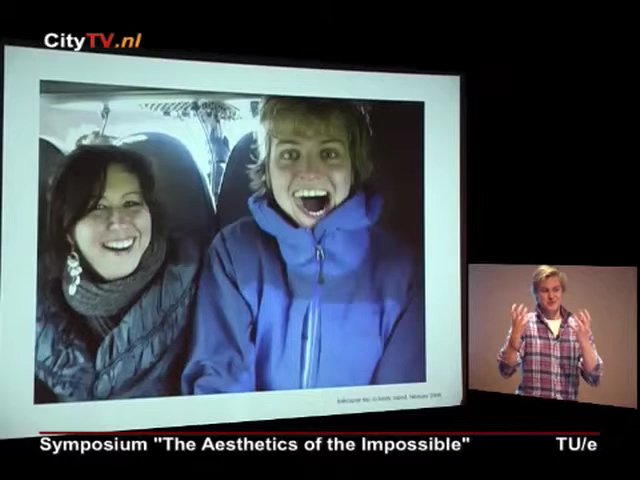 CityTV.nl
Symposium "The Aesthetics of the Impossible"
TU/e